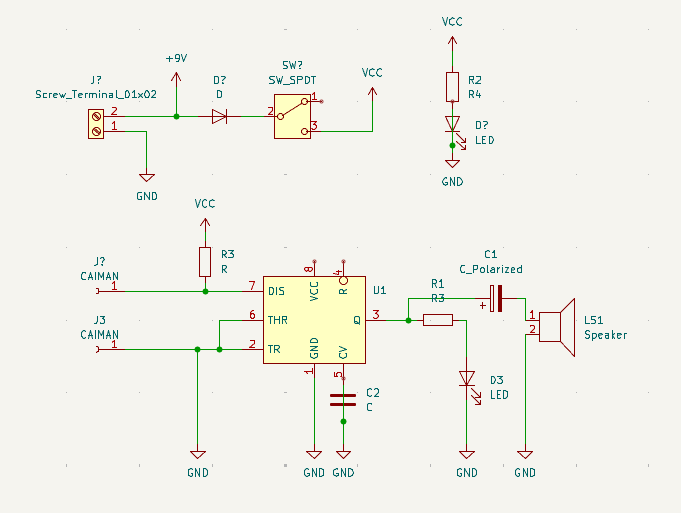 VCC
+9V
J?
Screw_Terminal_01x02
2
1
D?
D
SW?
SW_SPDT
2
1
3
VCC
R2
R4
D?
LED
GND
GND
VCC
R3
R
J?
CAIMAN
1
J3
CAIMAN
1
U1
7
DIS
6
THR
2
TR
8
VCC
4
R
Q
3
GND
1
CV
5
R1
R3
C1
C_Polarized
+
1
2
LS1
Speaker
C2
C
D3
LED
GND
GND
GND
GND
GND